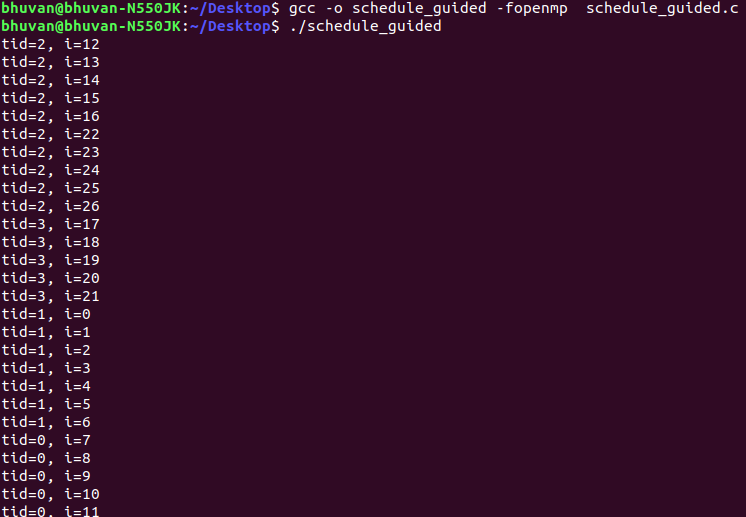 bhuvan@bhuvan-N550JK:~/Desktop$ gcc -o schedule_guided -fopenmp  schedule_guided.c
bhuvan@bhuvan-N550JK:~/Desktop$ ./schedule_guided
tid=2, i=12
tid=2, i=13
tid=2, i=14
tid=2, i=15
tid=2, i=16
tid=2, i=22
tid=2, i=23
tid=2, i=24
tid=2, i=25
tid=2, i=26
tid=3, i=17
tid=3, i=18
tid=3, i=19
tid=3, i=20
tid=3, i=21
tid=1, i=0
tid=1, i=1
tid=1, i=2
tid=1, i=3
tid=1, i=4
tid=1, i=5
tid=1, i=6
tid=0, i=7
tid=0, i=8
tid=0, i=9
tid=0, i=10
tid=0, i=11